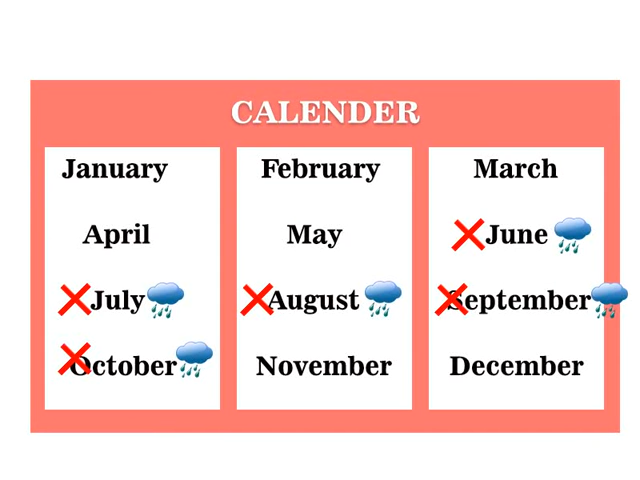 CALENDER
January February March
April May June
July August September
October November December